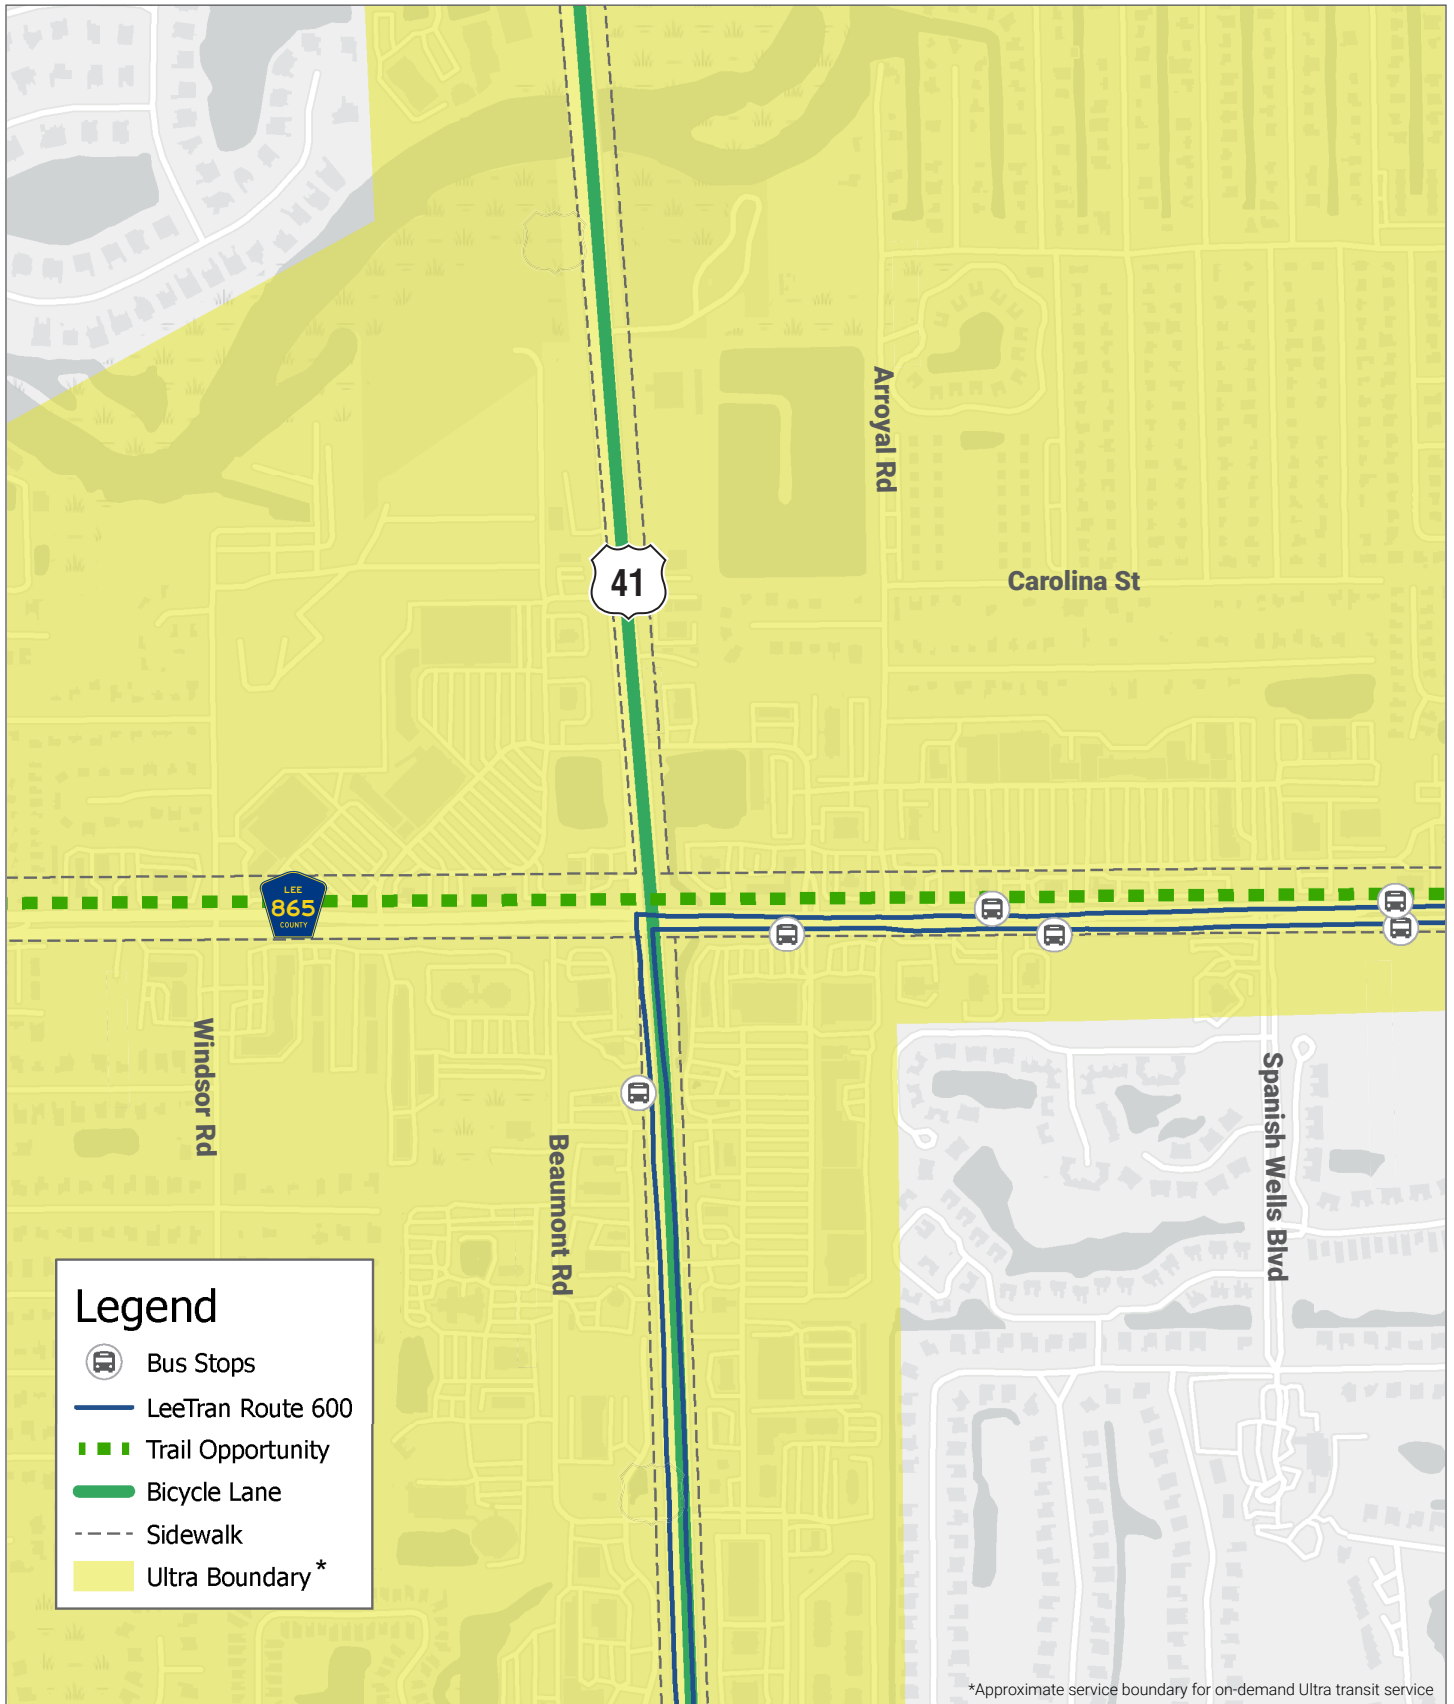 Arroyal Rd
41
Carolina St
LEE
865
COUNTY
Windsor Rd
Beaumont Rd
Spanish Wells Blvd
Legend
Bus Stops
LeeTran Route 600
Trail Opportunity
Bicycle Lane
Sidewalk
Ultra Boundary *
*Approximate service boundary for on-demand Ultra transit service